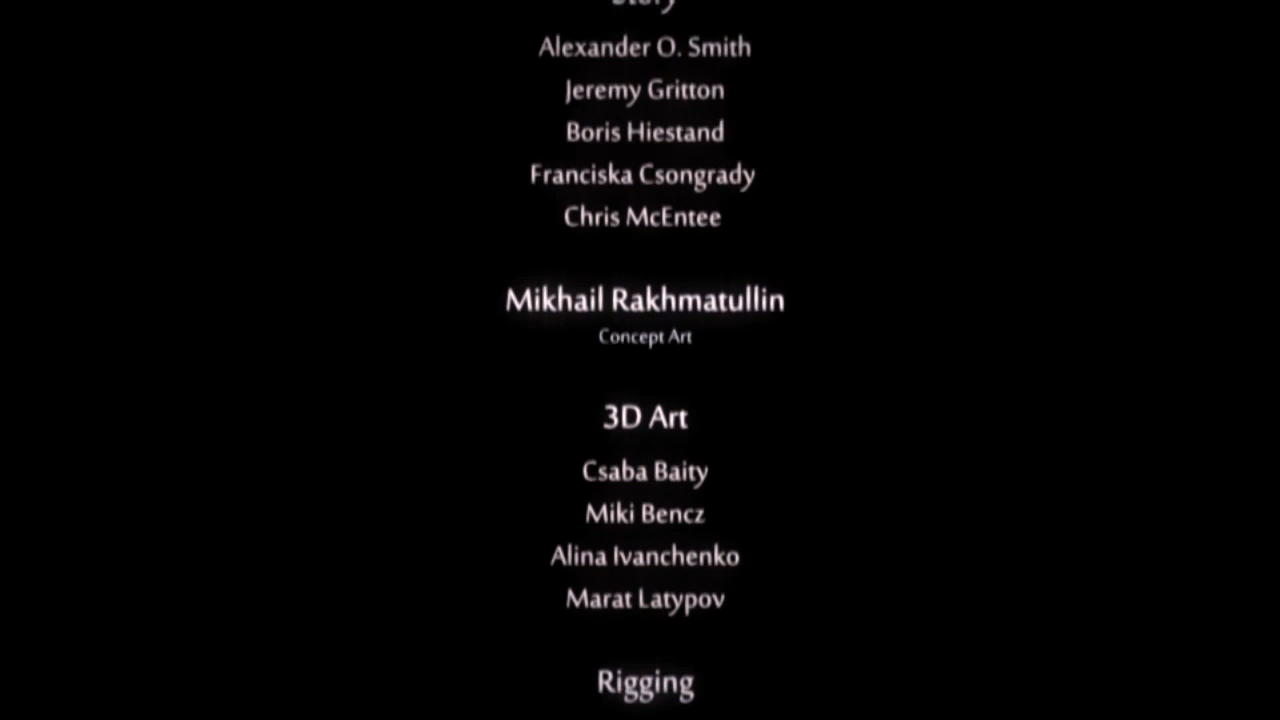 Story
Alexander O. Smith
Jeremy Gritton
Boris Hiestand
Franciska Csongrady
Chris McEntee
Mikhail Rakhmatullin
Concept Art
3D Art
Csaba Baity
Miki Bencz
Alina Ivanchenko
Marat Latypov
Rigging